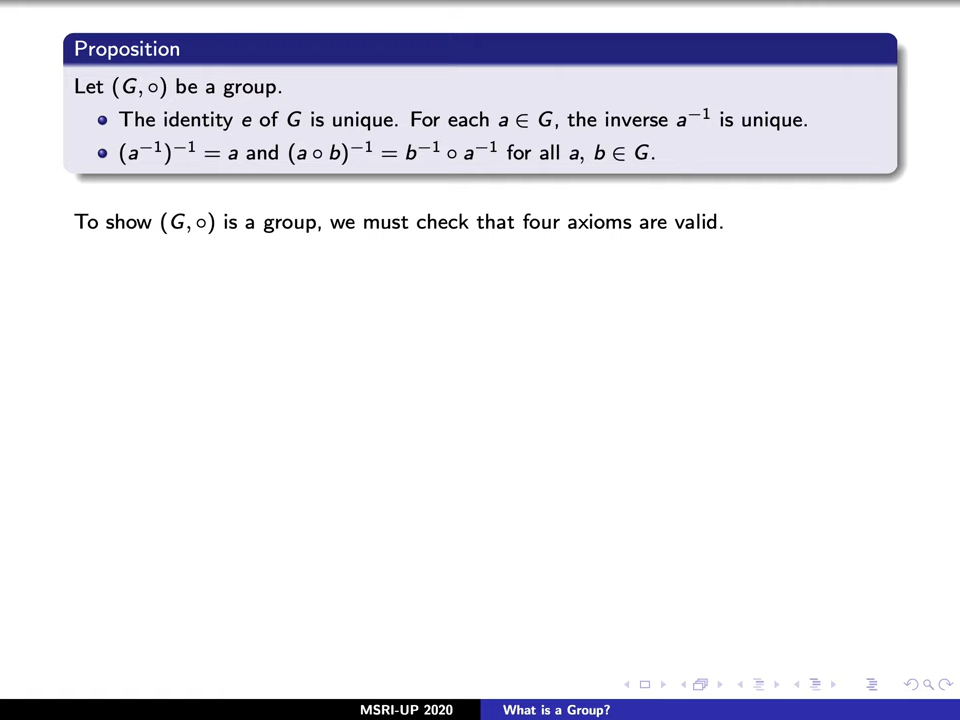 Proposition
Let (G, ∘) be a group.
The identity e of G is unique. For each a ∈ G, the inverse a⁻¹ is unique.
(a⁻¹)⁻¹ = a and (a ∘ b)⁻¹ = b⁻¹ ∘ a⁻¹ for all a, b ∈ G.
To show (G, ∘) is a group, we must check that four axioms are valid.
MSRI-UP 2020 What is a Group?